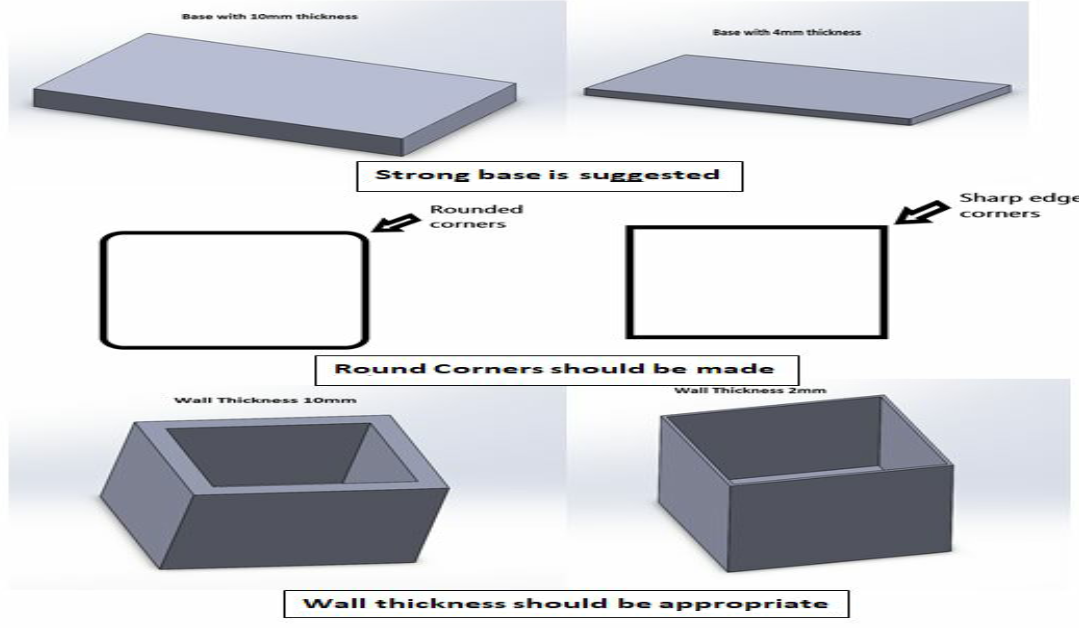 Base with 10mm thickness
Base with 4mm thickness
Strong base is suggested
Rounded
corners
Sharp edge
corners
Round Corners should be made
Wall Thickness 10mm
Wall Thickness 2mm
Wall thickness should be appropriate